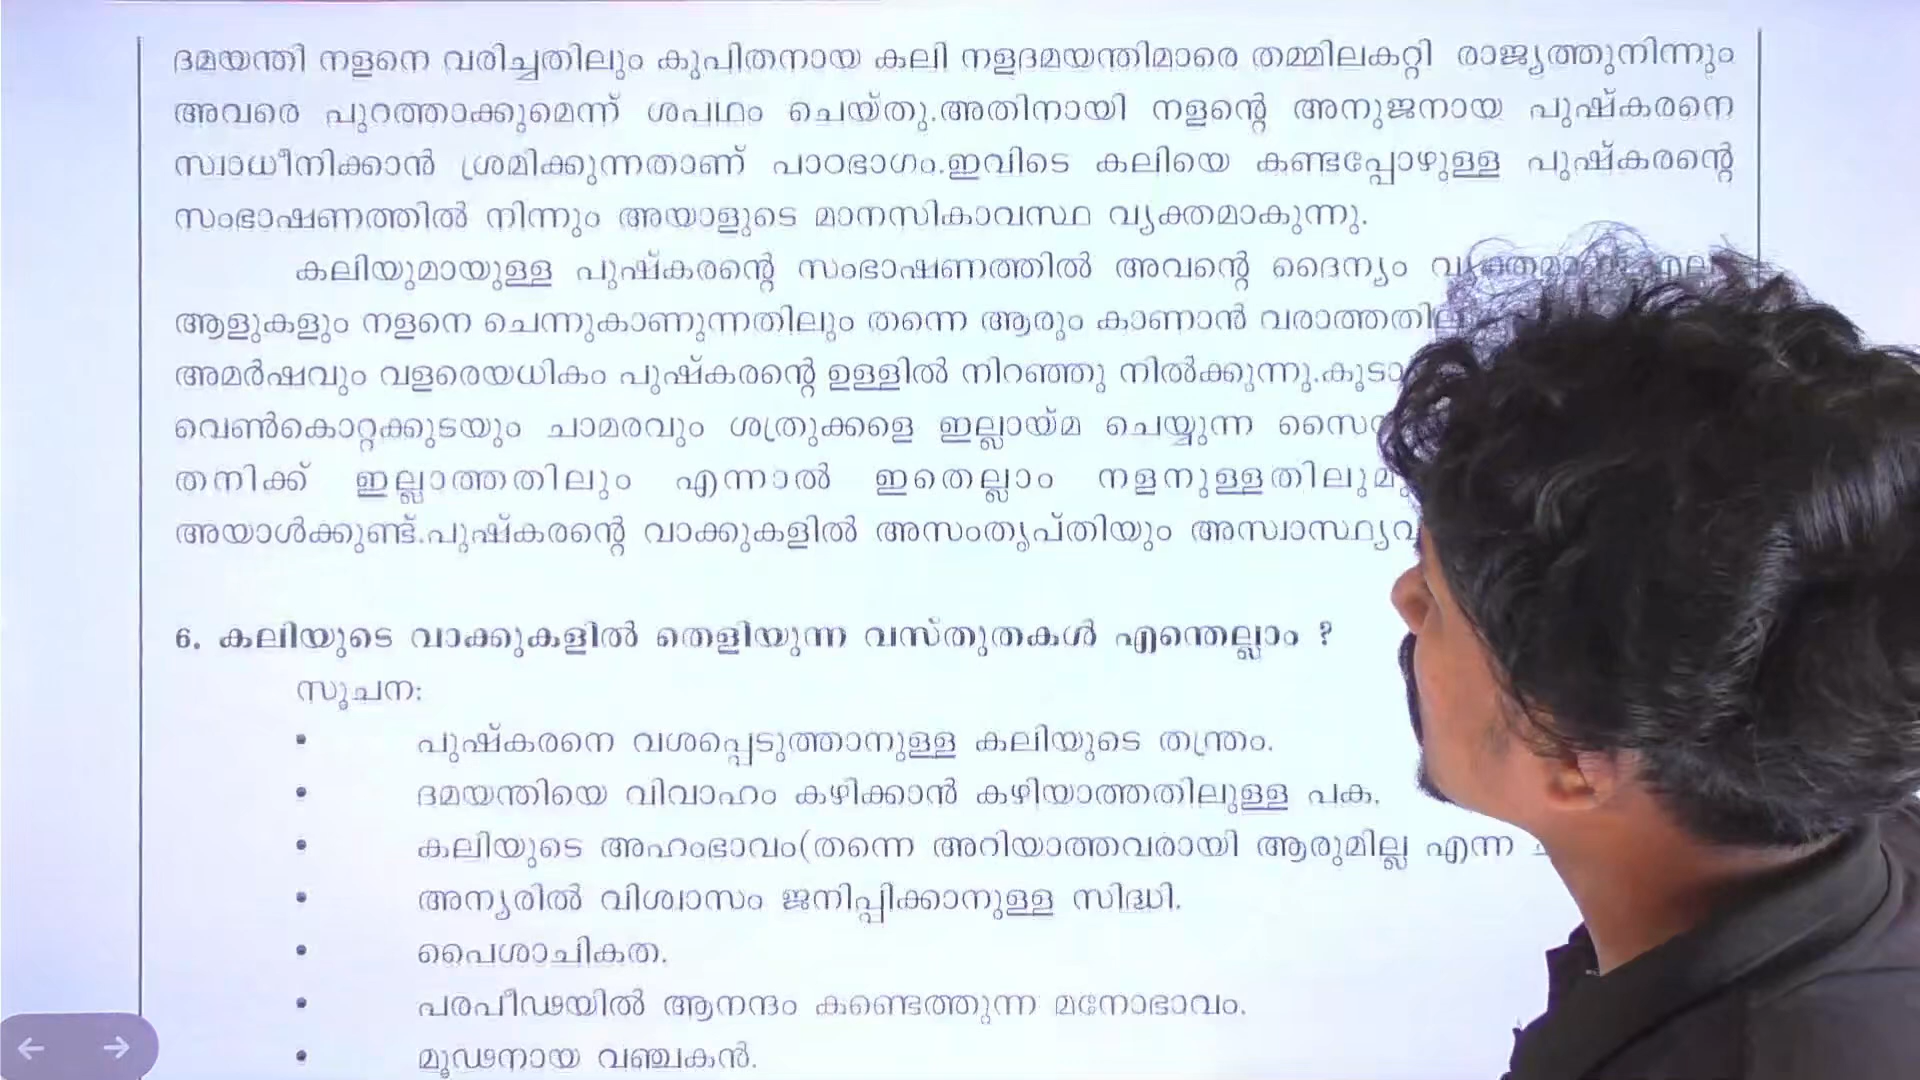 ദമയന്തി നളനെ വരിച്ചതിലും കുപിതനായ കലി നളദമയന്തിമാരെ തമ്മിലകറ്റി രാജ്യത്തുനിന്നും
അവരെ പുറത്താക്കുമെന്ന് ശപഥം ചെയ്തു.അതിനായി നളന്റെ അനുജനായ പുഷ്കരനെ
സ്വാധീനിക്കാൻ ശ്രമിക്കുന്നതാണ് പാഠഭാഗം.ഇവിടെ കലിയെ കണ്ടപ്പോഴുള്ള പുഷ്കരന്റെ
സംഭാഷണത്തിൽ നിന്നും അയാളുടെ മാനസികാവസ്ഥ വ്യക്തമാകുന്നു.
കലിയുമായുള്ള പുഷ്കരന്റെ സംഭാഷണത്തിൽ അവന്റെ ദൈന്യം
ആളുകളും നളനെ ചെന്നുകാണുന്നതിലും തന്നെ ആരും കാണാൻ
അമർഷവും വളരെയധികം പുഷ്കരന്റെ ഉള്ളിൽ നിറഞ്ഞു നിൽക്കുന്നു.
വെൺകൊറ്റക്കുടയും ചാമരവും ശത്രുക്കളെ ഇല്ലായ്മ ചെയ്യുന്ന
തനിക്ക് ഇല്ലാത്തതിലും എന്നാൽ ഇതെല്ലാം
അയാൾക്കുണ്ട്.പുഷ്കരന്റെ വാക്കുകളിൽ അസംതൃപ്തിയും
6. കലിയുടെ വാക്കുകളിൽ തെളിയുന്ന വസ്തുതകൾ എന്തെല്ലാം ?
സൂചന:
• പുഷ്കരനെ വശപ്പെടുത്താനുള്ള കലിയുടെ തന്ത്രം.
• ദമയന്തിയെ വിവാഹം കഴിക്കാൻ കഴിയാത്തതിലുള്ള പക.
• കലിയുടെ അഹംഭാവം(തന്നെ അറിയാത്തവരായി ആരുമില്ല എന്ന
• അന്യരിൽ വിശ്വാസം ജനിപ്പിക്കാനുള്ള സിദ്ധി.
• പൈശാചികത.
• പരപീഢയിൽ ആനന്ദം കണ്ടെത്തുന്ന മനോഭാവം.
• മൂഢനായ വഞ്ചകൻ.